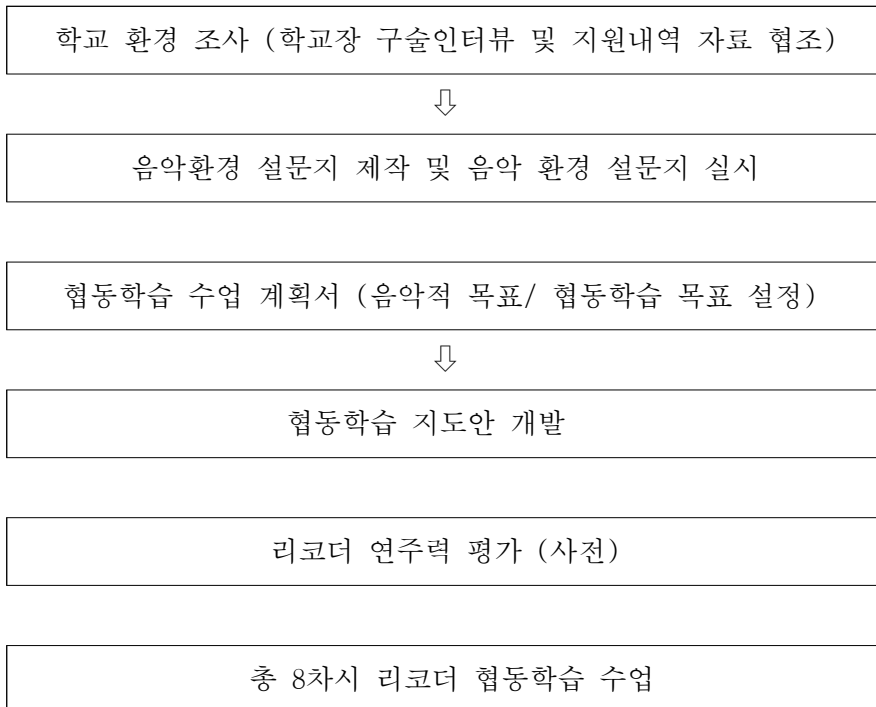 학교 환경 조사 (학교장 구술인터뷰 및 지원내역 자료 협조)
⇩
음악환경 설문지 제작 및 음악 환경 설문지 실시
협동학습 수업 계획서 (음악적 목표/ 협동학습 목표 설정)
⇩
협동학습 지도안 개발
리코더 연주력 평가 (사전)
총 8차시 리코더 협동학습 수업